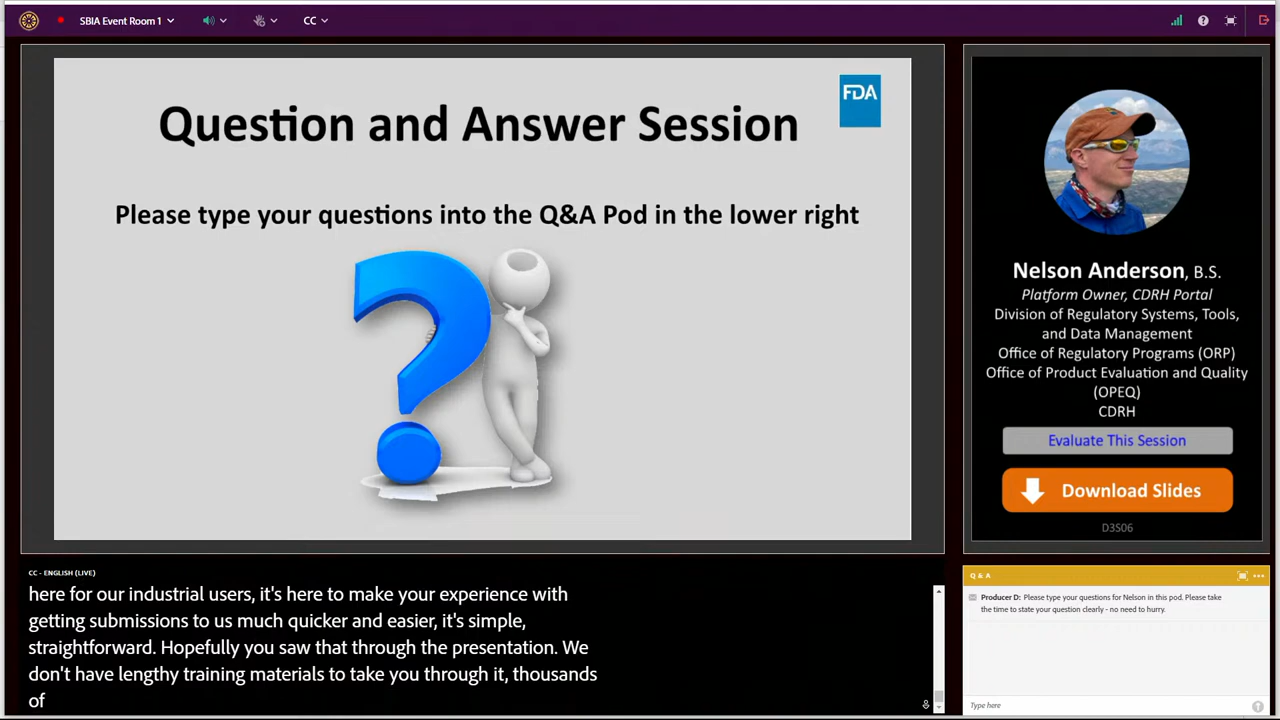 SBIA Event Room 1
CC
FDA
Question and Answer Session
Please type your questions into the Q&A Pod in the lower right
Nelson Anderson, B.S.
Platform Owner, CDRH Portal
Division of Regulatory Systems, Tools,
and Data Management
Office of Regulatory Programs (ORP)
Office of Product Evaluation and Quality
(OPEQ)
CDRH
Evaluate This Session
Download Slides
D3S06
CC - ENGLISH (LIVE)
here for our industrial users, it's here to make your experience with
getting submissions to us much quicker and easier, it's simple,
straightforward. Hopefully you saw that through the presentation. We
don't have lengthy training materials to take you through it, thousands
of
Q & A
Producer D: Please type your questions for Nelson in this pod. Please take
the time to state your question clearly - no need to hurry.
Type here